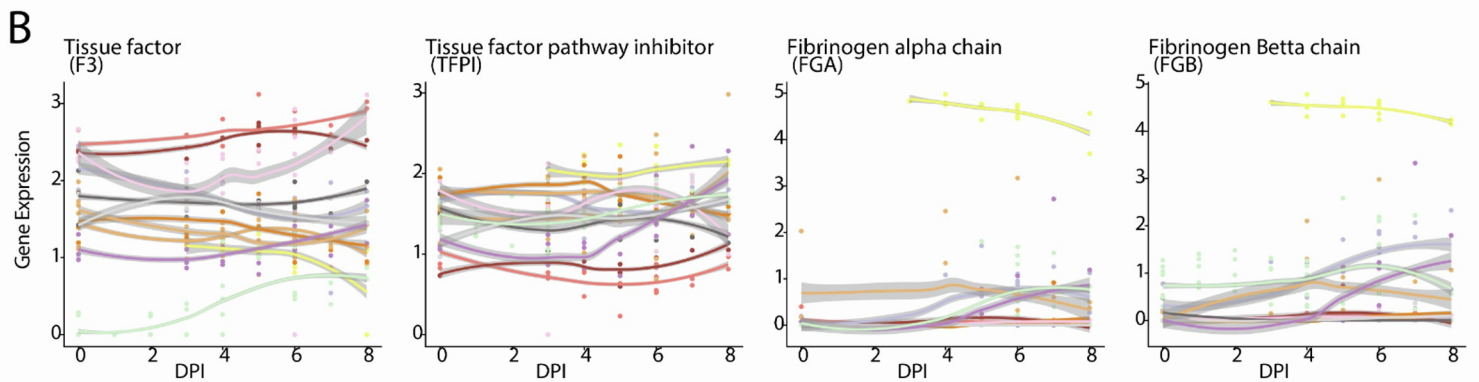 B
Tissue factor
(F3)
Tissue factor pathway inhibitor
(TFPI)
Fibrinogen alpha chain
(FGA)
Fibrinogen Betta chain
(FGB)
Gene Expression
3
2
1
0
0 2 4 6 8
DPI
3
2
1
0
0 2 4 6 8
DPI
5
4
3
2
1
0
0 2 4 6 8
DPI
5
4
3
2
1
0
0 2 4 6 8
DPI